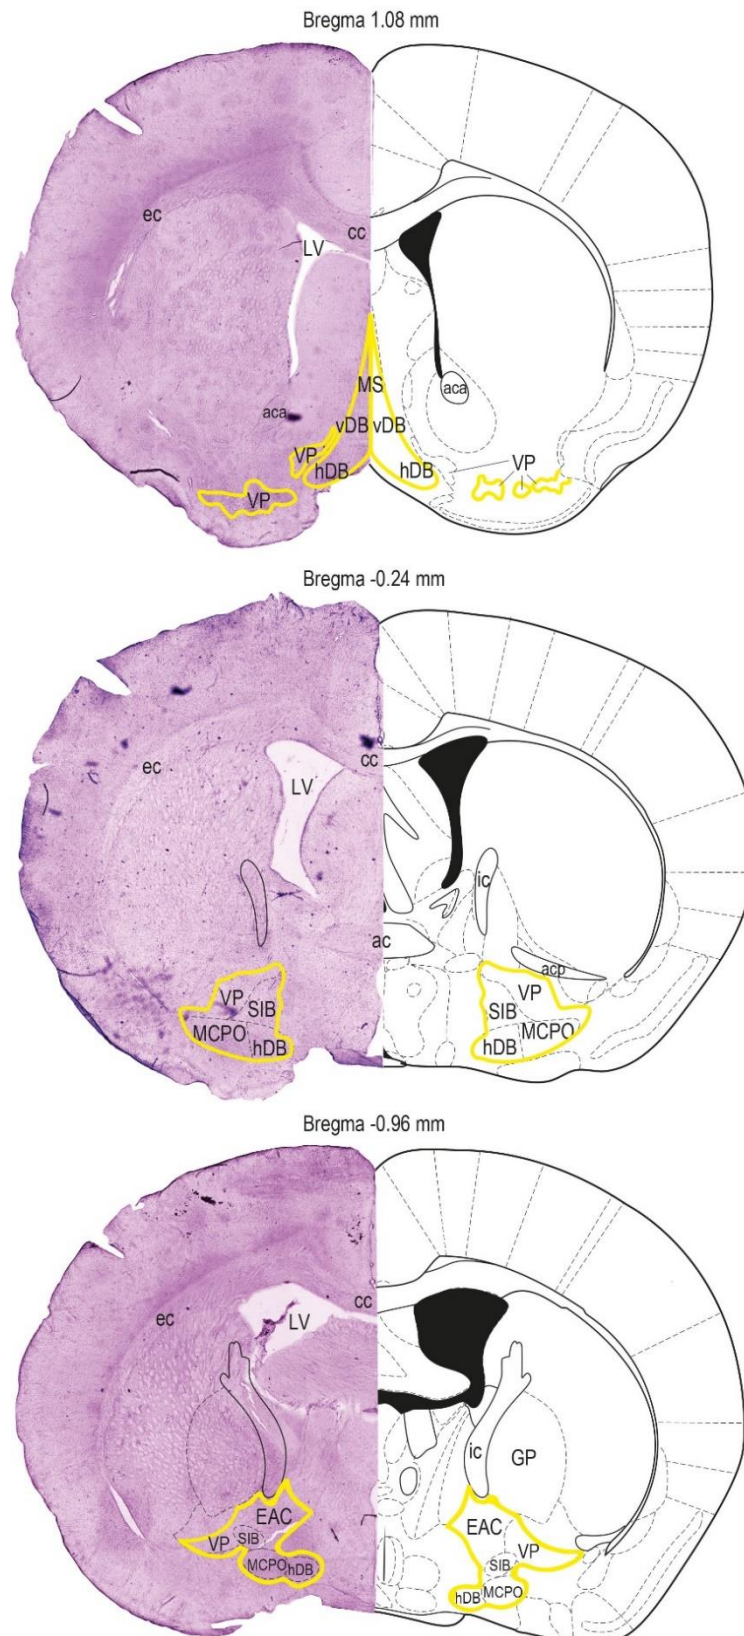 Bregma 1.08 mm
ec
LV
cc
MS
aca
aca
vDB vDB
VP
hDB
hDB
VP
VP
Bregma -0.24 mm
ec
LV
cc
ic
ac
acp
VP
SIB
MCPO
hDB
VP
SIB
MCPO
hDB
Bregma -0.96 mm
ec
LV
cc
ic
GP
EAC
VP
SIB
MCPO
hDB
EAC
VP
SIB
hDB
MCPO